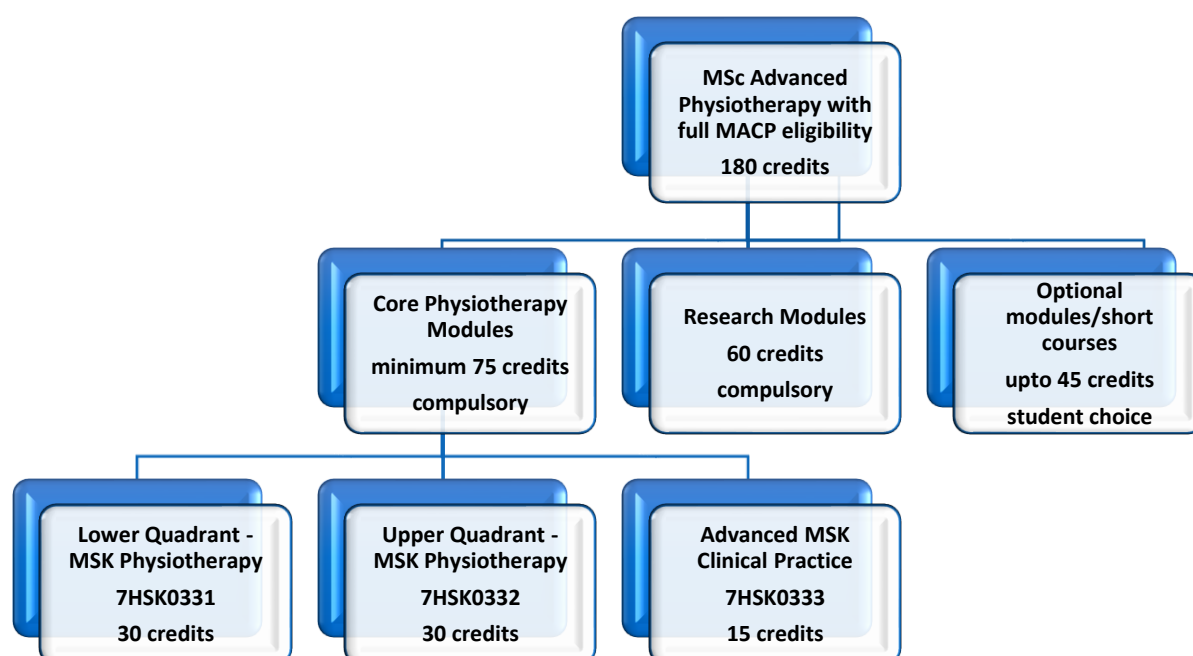 MSc Advanced
Physiotherapy with
full MACP eligibility
180 credits
Core Physiotherapy
Modules
minimum 75 credits
compulsory
Research Modules
60 credits
compulsory
Optional
modules/short
courses
upto 45 credits
student choice
Lower Quadrant -
MSK Physiotherapy
7HSK0331
30 credits
Upper Quadrant -
MSK Physiotherapy
7HSK0332
30 credits
Advanced MSK
Clinical Practice
7HSK0333
15 credits